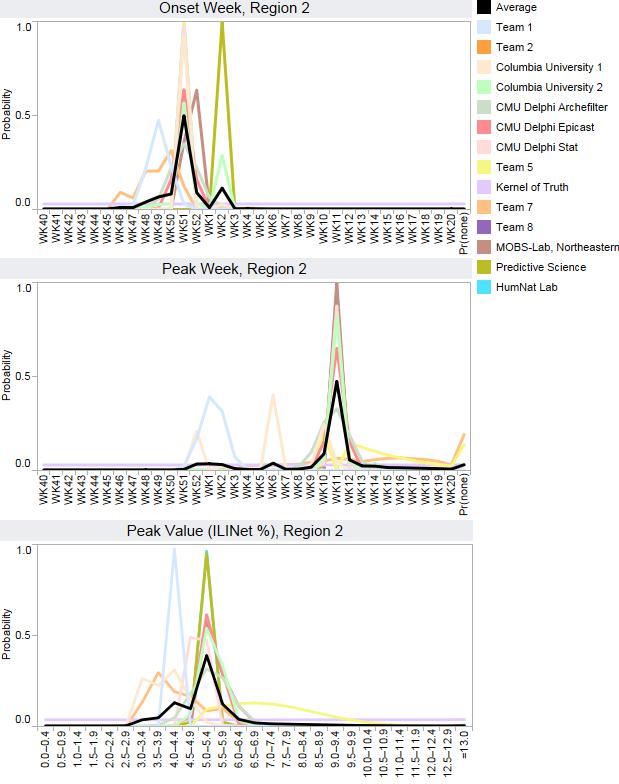 Onset Week, Region 2
Probability
1.0
0.5
0.0
WK40 WK41 WK42 WK43 WK44 WK45 WK46 WK47 WK48 WK49 WK50 WK51 WK52 WK1 WK2 WK3 WK4 WK5 WK6 WK7 WK8 WK9 WK10 WK11 WK12 WK13 WK14 WK15 WK16 WK17 WK18 WK19 WK20 Pr(none)
Average
Team 1
Team 2
Columbia University 1
Columbia University 2
CMU Delphi Archefilter
CMU Delphi Epicast
CMU Delphi Stat
Team 5
Kernel of Truth
Team 7
Team 8
MOBS-Lab, Northeastern
Predictive Science
HumNat Lab
Peak Week, Region 2
Probability
1.0
0.5
0.0
WK40 WK41 WK42 WK43 WK44 WK45 WK46 WK47 WK48 WK49 WK50 WK51 WK52 WK1 WK2 WK3 WK4 WK5 WK6 WK7 WK8 WK9 WK10 WK11 WK12 WK13 WK14 WK15 WK16 WK17 WK18 WK19 WK20 Pr(none)
Peak Value (ILINet %), Region 2
Probability
1.0
0.5
0.0
0.0–0.4 0.5–0.9 1.0–1.4 1.5–1.9 2.0–2.4 2.5–2.9 3.0–3.4 3.5–3.9 4.0–4.4 4.5–4.9 5.0–5.4 5.5–5.9 6.0–6.4 6.5–6.9 7.0–7.4 7.5–7.9 8.0–8.4 8.5–8.9 9.0–9.4 9.5–9.9 10.0–10.4 10.5–10.9 11.0–11.4 11.5–11.9 12.0–12.4 12.5–12.9 =13.0